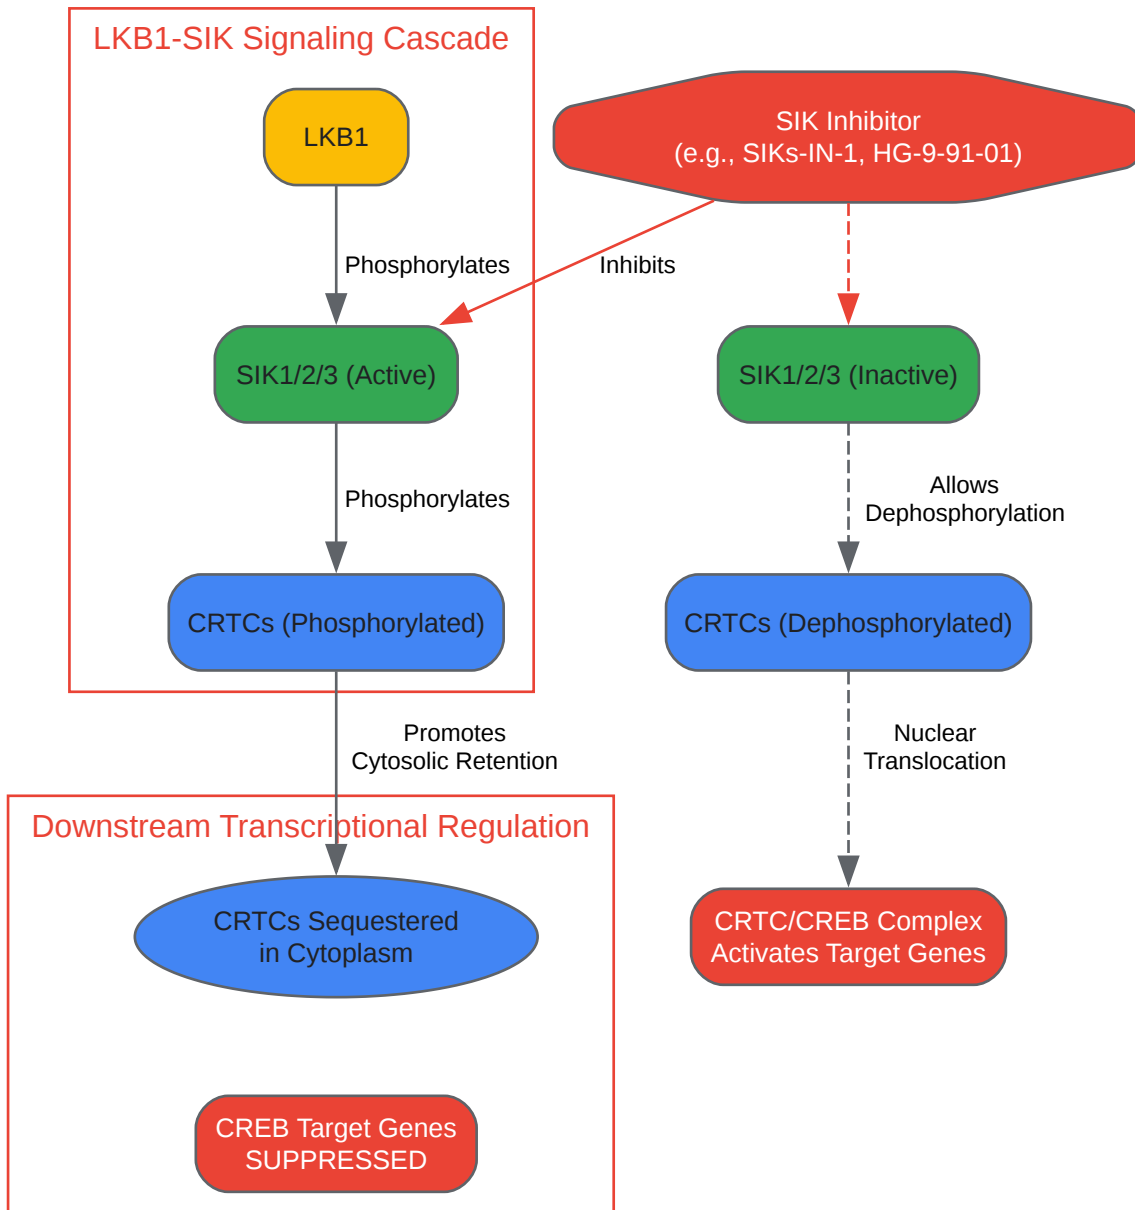 LKB1-SIK Signaling Cascade
LKB1
SIK Inhibitor
(e.g., SIKs-IN-1, HG-9-91-01)
Phosphorylates
Inhibits
SIK1/2/3 (Active)
SIK1/2/3 (Inactive)
Phosphorylates
Allows
Dephosphorylation
CRTCs (Phosphorylated)
CRTCs (Dephosphorylated)
Promotes
Cytosolic Retention
Nuclear
Translocation
Downstream Transcriptional Regulation
CRTCs Sequestered
in Cytoplasm
CRTC/CREB Complex
Activates Target Genes
CREB Target Genes
SUPPRESSED